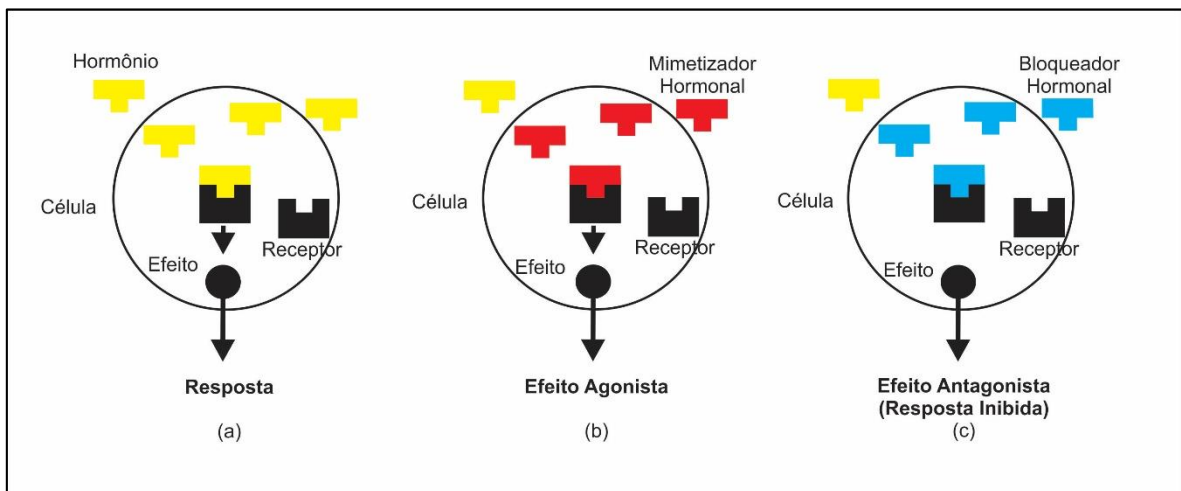 Hormônio
Célula
Receptor
Efeito
Resposta
(a)
Mimetizador
Hormonal
Célula
Receptor
Efeito
Efeito Agonista
(b)
Bloqueador
Hormonal
Célula
Receptor
Efeito
Efeito Antagonista
(Resposta Inibida)
(c)